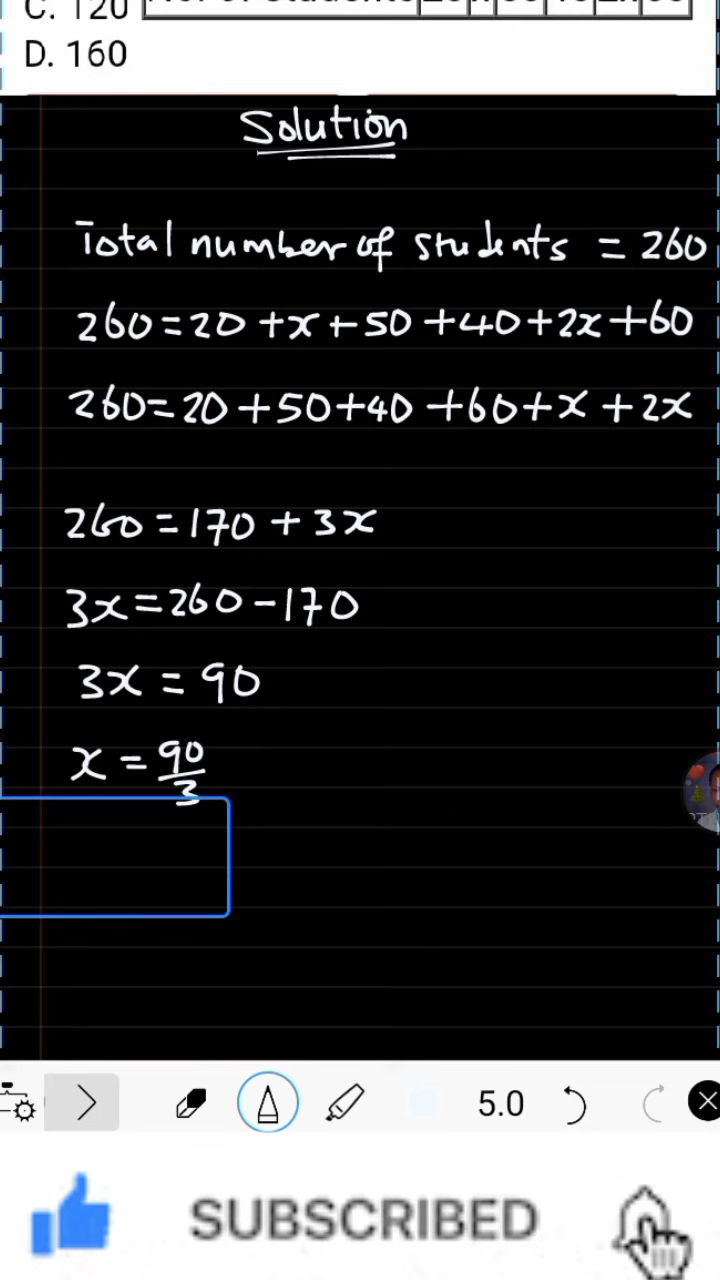 C. 120
D. 160
Solution
Total number of students = 260
260=20+x+50+40+2x+60
260=20+50+40+60+x+2x
260=170+3x
3x=260-170
3x=90
x=90/3
5.0
SUBSCRIBED